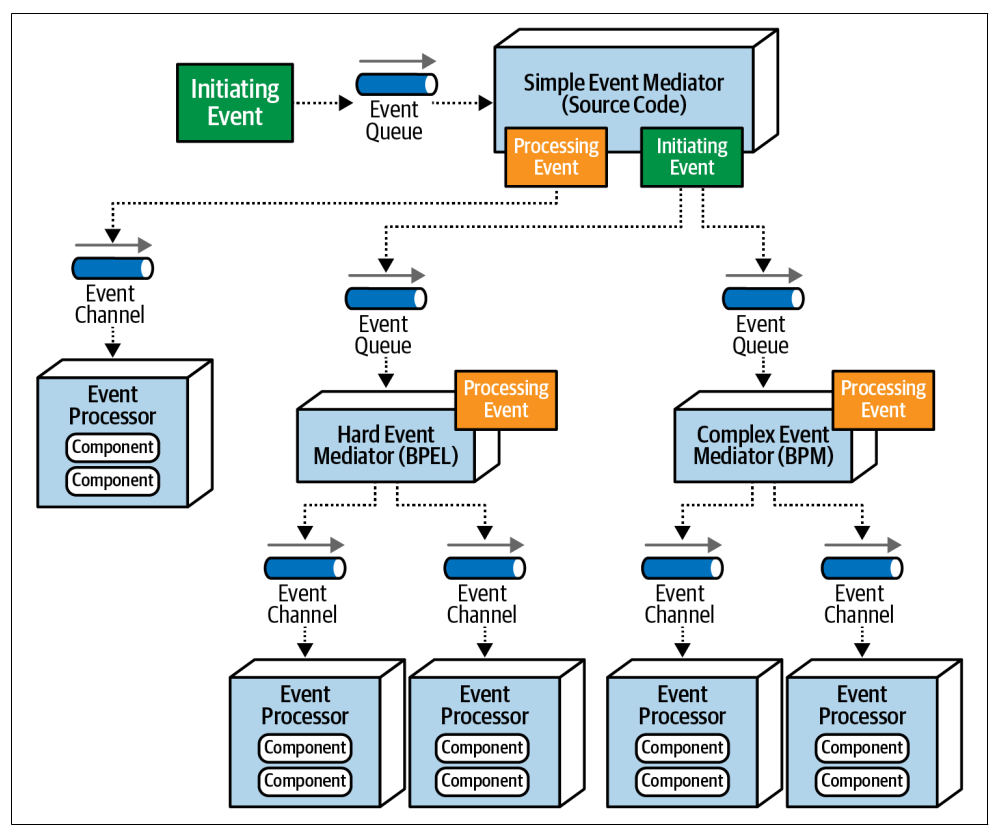 Initiating
Event
Event
Queue
Simple Event Mediator
(Source Code)
Processing
Event
Initiating
Event
Event
Channel
Event
Processor
Component
Component
Event
Queue
Processing
Event
Hard Event
Mediator (BPEL)
Event
Queue
Processing
Event
Complex Event
Mediator (BPM)
Event
Channel
Event
Channel
Event
Channel
Event
Channel
Event
Processor
Component
Component
Event
Processor
Component
Component
Event
Processor
Component
Component
Event
Processor
Component
Component